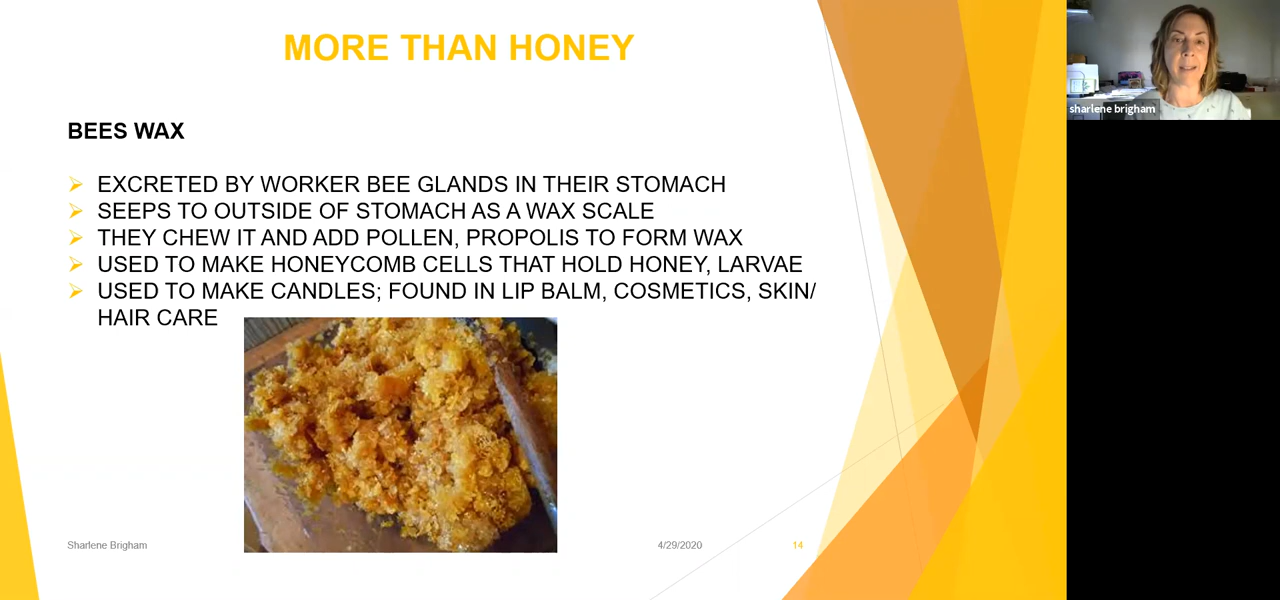 MORE THAN HONEY
BEES WAX
EXCRETED BY WORKER BEE GLANDS IN THEIR STOMACH
SEEPS TO OUTSIDE OF STOMACH AS A WAX SCALE
THEY CHEW IT AND ADD POLLEN, PROPOLIS TO FORM WAX
USED TO MAKE HONEYCOMB CELLS THAT HOLD HONEY, LARVAE
USED TO MAKE CANDLES; FOUND IN LIP BALM, COSMETICS, SKIN/
HAIR CARE
Sharlene Brigham
4/29/2020
14
sharlene brigham